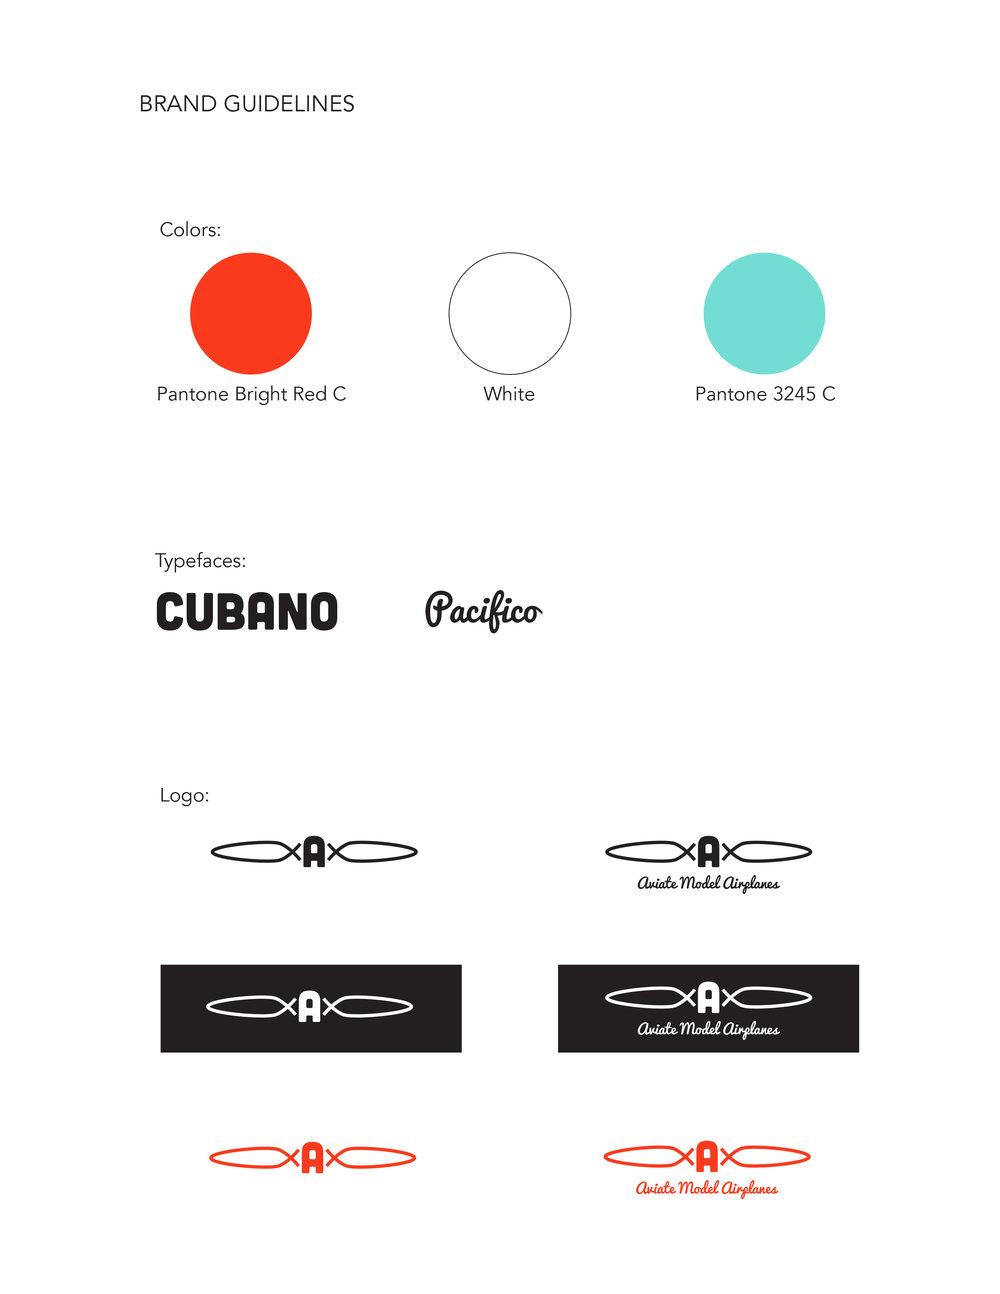 BRAND GUIDELINES
Colors:
Pantone Bright Red C
White
Pantone 3245 C
Typefaces:
CUBANO
Pacifico
Logo:
A
A
Aviate Model Airplanes
A
A
Aviate Model Airplanes
A
A
Aviate Model Airplanes